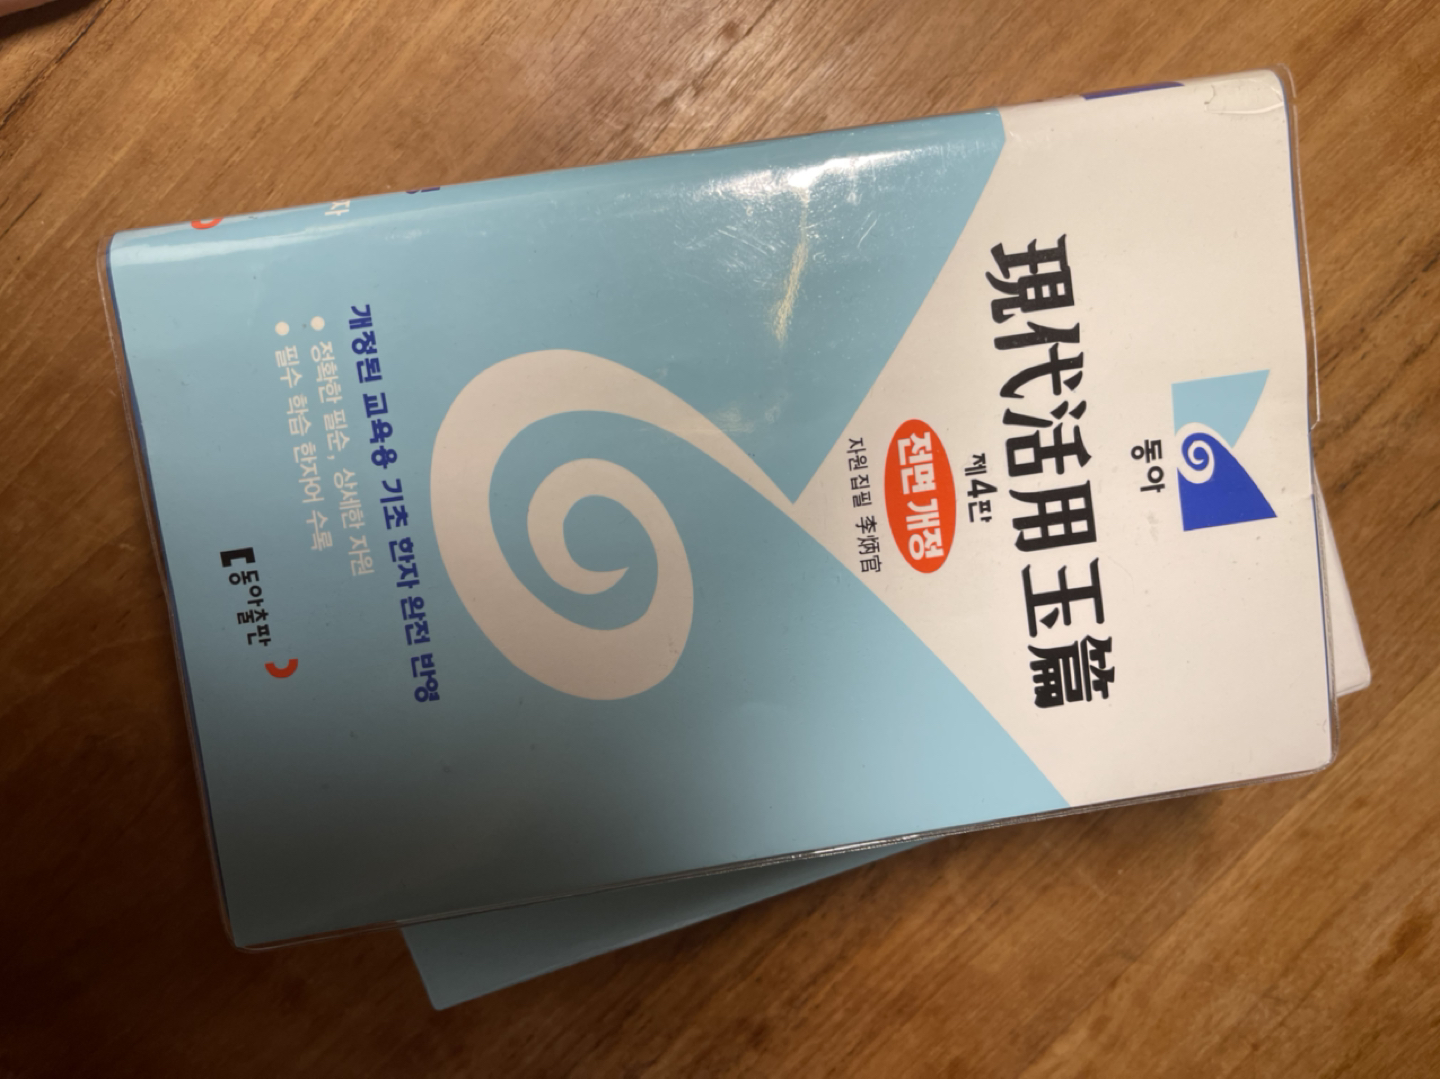 동아
現代活用玉篇
제4판
전면 개정
자원 집필 李炳官
개정된 교육용 기초 한자 완전 반영
● 정확한 필순, 상세한 자원
● 필수 학습 한자어 수록
동아출판